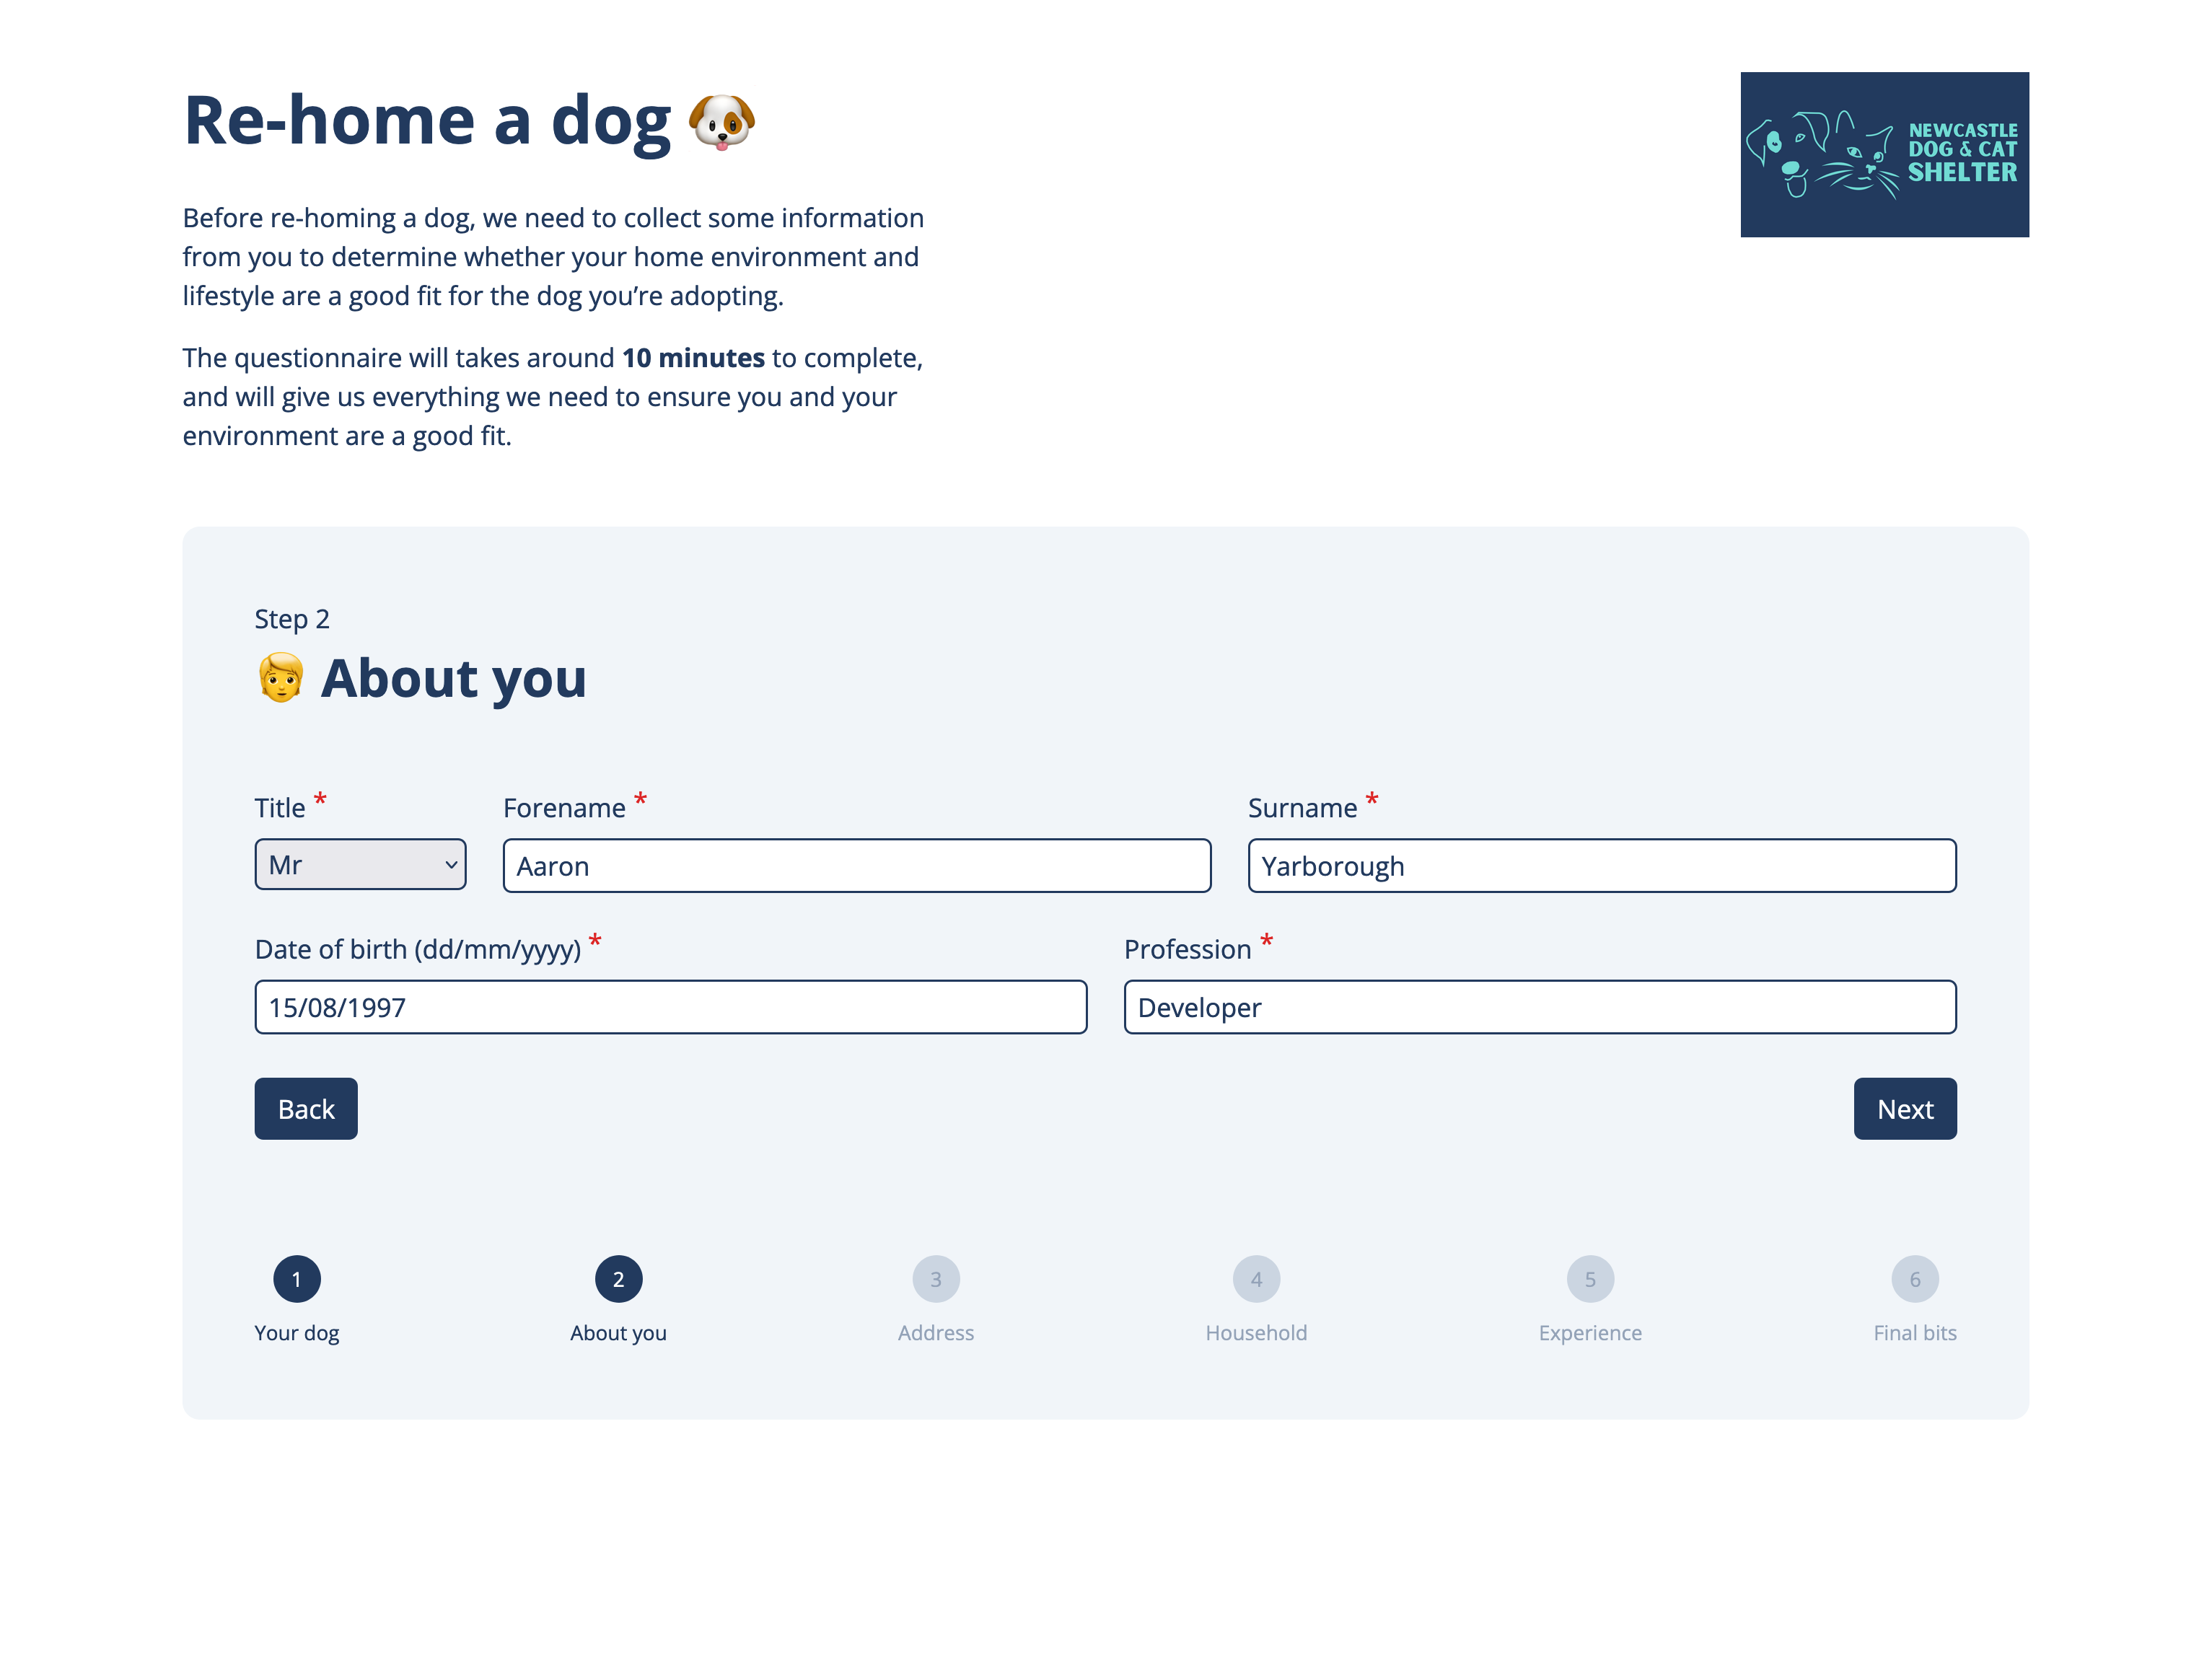 Re-home a dog
NEWCASTLE
DOG & CAT
SHELTER
Before re-homing a dog, we need to collect some information
from you to determine whether your home environment and
lifestyle are a good fit for the dog you’re adopting.
The questionnaire will takes around 10 minutes to complete,
and will give us everything we need to ensure you and your
environment are a good fit.
Step 2
About you
Title * Forename * Surname *
Mr Aaron Yarborough
Date of birth (dd/mm/yyyy) * Profession *
15/08/1997 Developer
Back Next
1 2 3 4 5 6
Your dog About you Address Household Experience Final bits